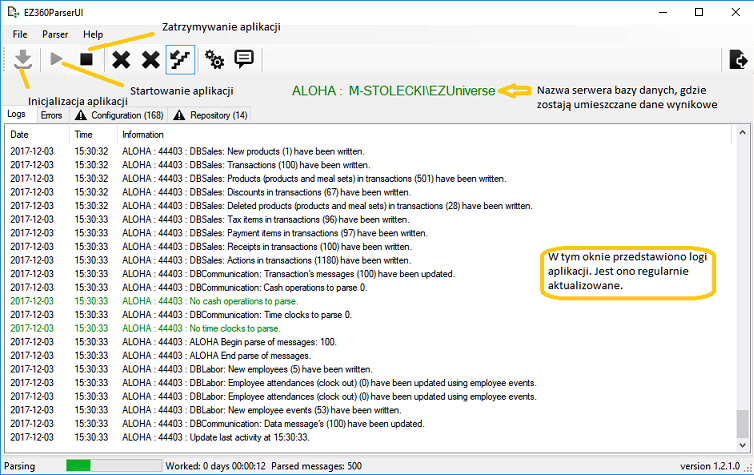 EZ360ParserUI
File Parser Help
Zatrzymywanie aplikacji
Startowanie aplikacji
Inicjalizacja aplikacji
ALOHA : M-STOLECKI\EZUniverse
Nazwa serwera bazy danych, gdzie
zostają umieszczane dane wynikowe
Logs Errors Configuration (168) Repository (14)
Date Time Information
2017-12-03 15:30:32 ALOHA : 44403 : DBSales: New products (1) have been written.
2017-12-03 15:30:32 ALOHA : 44403 : DBSales: Transactions (100) have been written.
2017-12-03 15:30:32 ALOHA : 44403 : DBSales: Products (products and meal sets) in transactions (501) have been written.
2017-12-03 15:30:32 ALOHA : 44403 : DBSales: Discounts in transactions (67) have been written.
2017-12-03 15:30:32 ALOHA : 44403 : DBSales: Deleted products (products and meal sets) in transactions (28) have been written.
2017-12-03 15:30:33 ALOHA : 44403 : DBSales: Tax items in transactions (96) have been written.
2017-12-03 15:30:33 ALOHA : 44403 : DBSales: Payment items in transactions (97) have been written.
2017-12-03 15:30:33 ALOHA : 44403 : DBSales: Receipts in transactions (100) have been written.
2017-12-03 15:30:33 ALOHA : 44403 : DBSales: Actions in transactions (1180) have been written.
2017-12-03 15:30:33 ALOHA : 44403 : DBCommunication: Transaction's messages (100) have been updated.
2017-12-03 15:30:33 ALOHA : 44403 : DBCommunication: Cash operations to parse 0.
2017-12-03 15:30:33 ALOHA : 44403 : No cash operations to parse.
2017-12-03 15:30:33 ALOHA : 44403 : DBCommunication: Time clocks to parse 0.
2017-12-03 15:30:33 ALOHA : 44403 : No time clocks to parse.
2017-12-03 15:30:33 ALOHA : 44403 : ALOHA Begin parse of messages: 100.
2017-12-03 15:30:33 ALOHA : 44403 : ALOHA End parse of messages.
2017-12-03 15:30:33 ALOHA : 44403 : DBLabor: New employees (5) have been written.
2017-12-03 15:30:33 ALOHA : 44403 : DBLabor: Employee attendances (clock out) (0) have been updated using employee events.
2017-12-03 15:30:33 ALOHA : 44403 : DBLabor: Employee attendances (clock out) (0) have been updated using employee events.
2017-12-03 15:30:33 ALOHA : 44403 : DBLabor: New employee events (53) have been written.
2017-12-03 15:30:33 ALOHA : 44403 : DBCommunication: Data message's (100) have been updated.
2017-12-03 15:30:33 ALOHA : 44403 : Update last activity at 15:30:33.
W tym oknie przedstawiono logi
aplikacji. Jest ono regularnie
aktualizowane.
Parsing Worked: 0 days 00:00:12 Parsed messages: 500 version 1.2.1.0